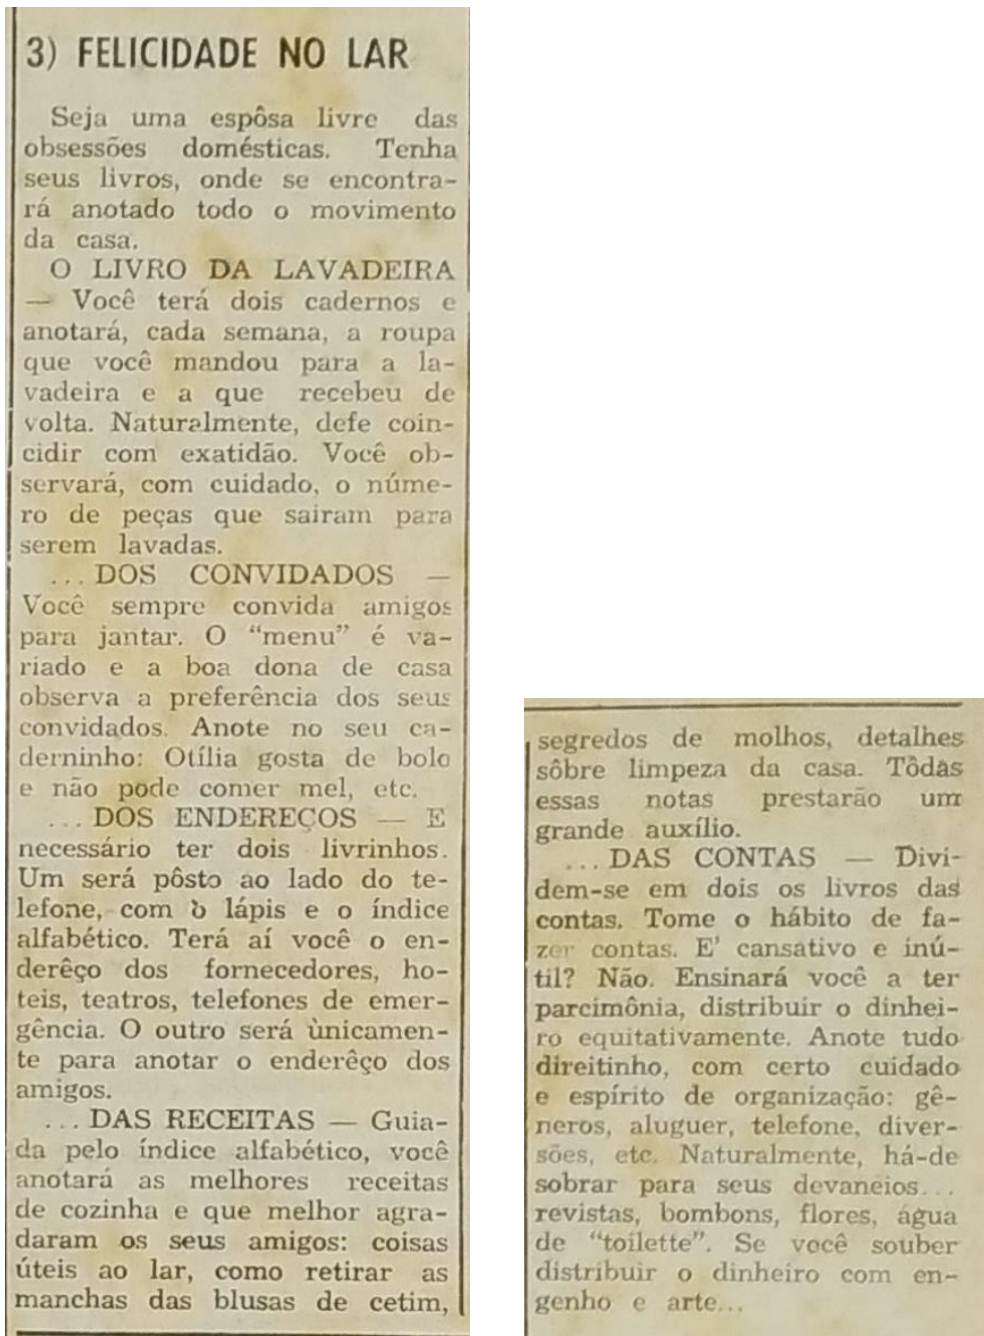 3) FELICIDADE NO LAR
Seja uma espôsa livre das
obsessões domésticas. Tenha
seus livros, onde se encontra-
rá anotado todo o movimento
da casa.
O LIVRO DA LAVADEIRA
— Você terá dois cadernos e
anotará, cada semana, a roupa
que você mandou para a la-
vadeira e a que recebeu de
volta. Naturalmente, defe coin-
cidir com exatidão. Você ob-
servará, com cuidado, o núme-
ro de peças que sairam para
serem lavadas.
... DOS CONVIDADOS —
Você sempre convida amigos
para jantar. O "menu" é va-
riado e a boa dona de casa
observa a preferência dos seus
convidados. Anote no seu ca-
derninho: Otília gosta de bolo
e não pode comer mel, etc.
... DOS ENDEREÇOS — E
necessário ter dois livrinhos.
Um será pôsto ao lado do te-
lefone, com o lápis e o índice
alfabético. Terá aí você o en-
derêço dos fornecedores, ho-
teis, teatros, telefones de emer-
gência. O outro será ùnicamen-
te para anotar o enderêço dos
amigos.
... DAS RECEITAS — Guia-
da pelo índice alfabético, você
anotará as melhores receitas
de cozinha e que melhor agra-
daram os seus amigos: coisas
úteis ao lar, como retirar as
manchas das blusas de cetim,
segredos de molhos, detalhes
sôbre limpeza da casa. Tôdas
essas notas prestarão um
grande auxílio.
... DAS CONTAS — Divi-
dem-se em dois os livros das
contas. Tome o hábito de fa-
zer contas. E' cansativo e inú-
til? Não. Ensinará você a ter
parcimônia, distribuir o dinhei-
ro equitativamente. Anote tudo
direitinho, com certo cuidado
e espírito de organização: gê-
neros, aluguer, telefone, diver-
sões, etc. Naturalmente, há-de
sobrar para seus devaneios...
revistas, bombons, flores, água
de "toilette". Se você souber
distribuir o dinheiro com en-
genho e arte...